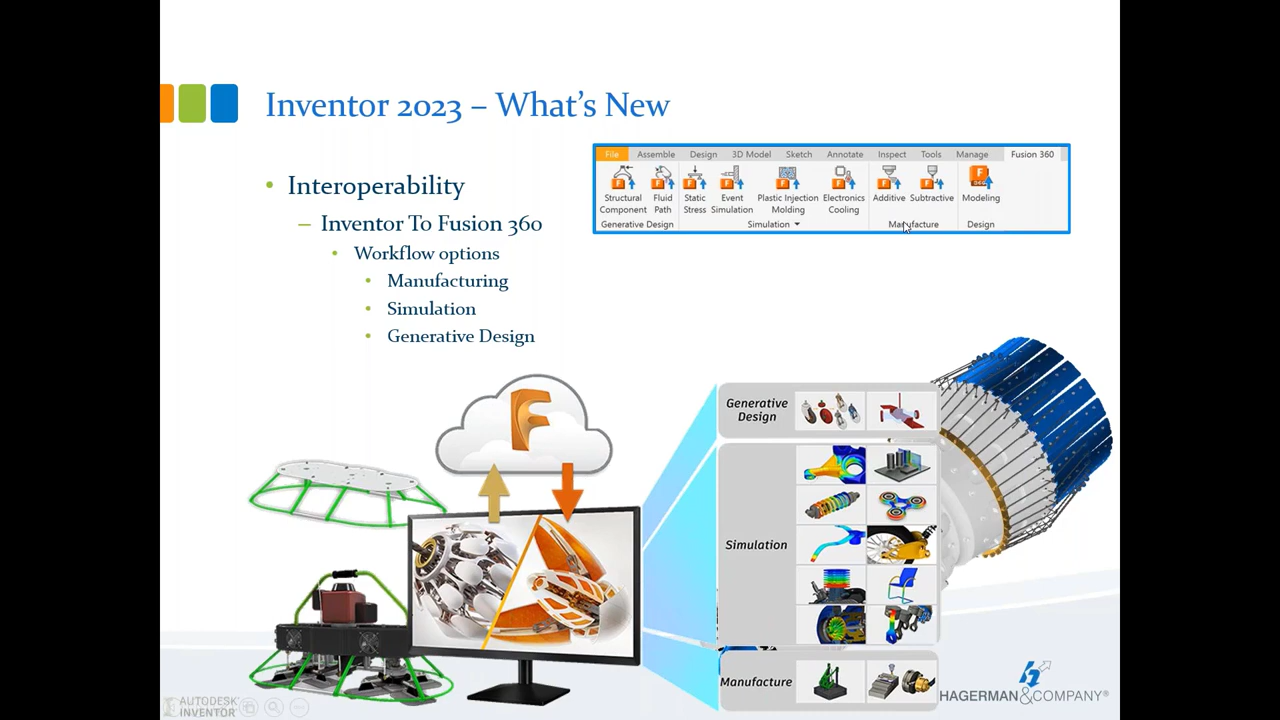 Inventor 2023 – What's New
File Assemble Design 3D Model Sketch Annotate Inspect Tools Manage Fusion 360
Structural Fluid Static Event Plastic Injection Electronics Additive Subtractive Modeling
Component Path Stress Simulation Molding Cooling
Generative Design Simulation Manufacture Design
• Interoperability
– Inventor To Fusion 360
• Workflow options
• Manufacturing
• Simulation
• Generative Design
Generative
Design
Simulation
Manufacture
HAGERMAN&COMPANY®
AUTODESK
INVENTOR